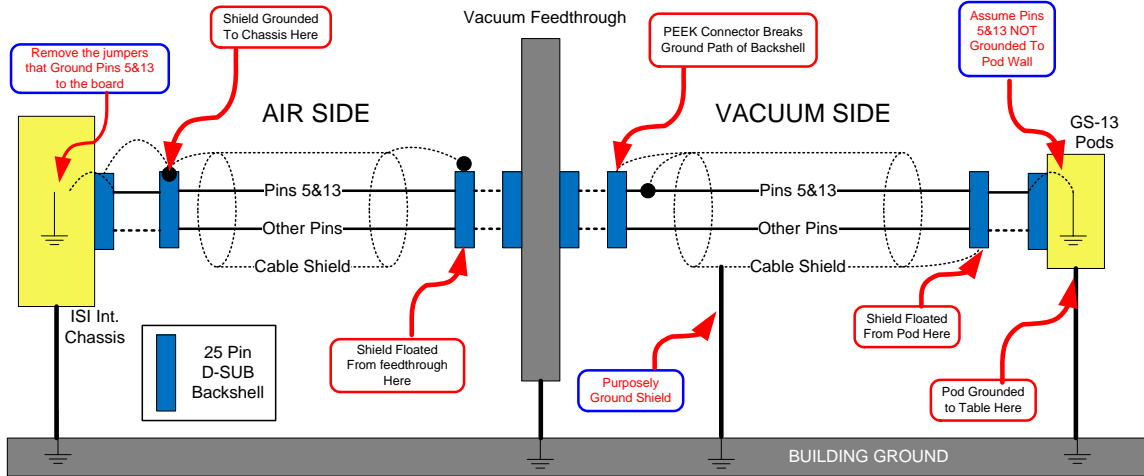 Vacuum Feedthrough
Shield Grounded
To Chassis Here
Remove the jumpers
that Ground Pins 5&13
to the board
PEEK Connector Breaks
Ground Path of Backshell
Assume Pins
5&13 NOT
Grounded To
Pod Wall
AIR SIDE
VACUUM SIDE
GS-13
Pods
Pins 5&13
Other Pins
Cable Shield
Pins 5&13
Other Pins
Cable Shield
ISI Int.
Chassis
25 Pin
D-SUB
Backshell
Shield Floated
From feedthrough
Here
Purposely
Ground Shield
Shield Floated
From Pod Here
Pod Grounded
to Table Here
BUILDING GROUND